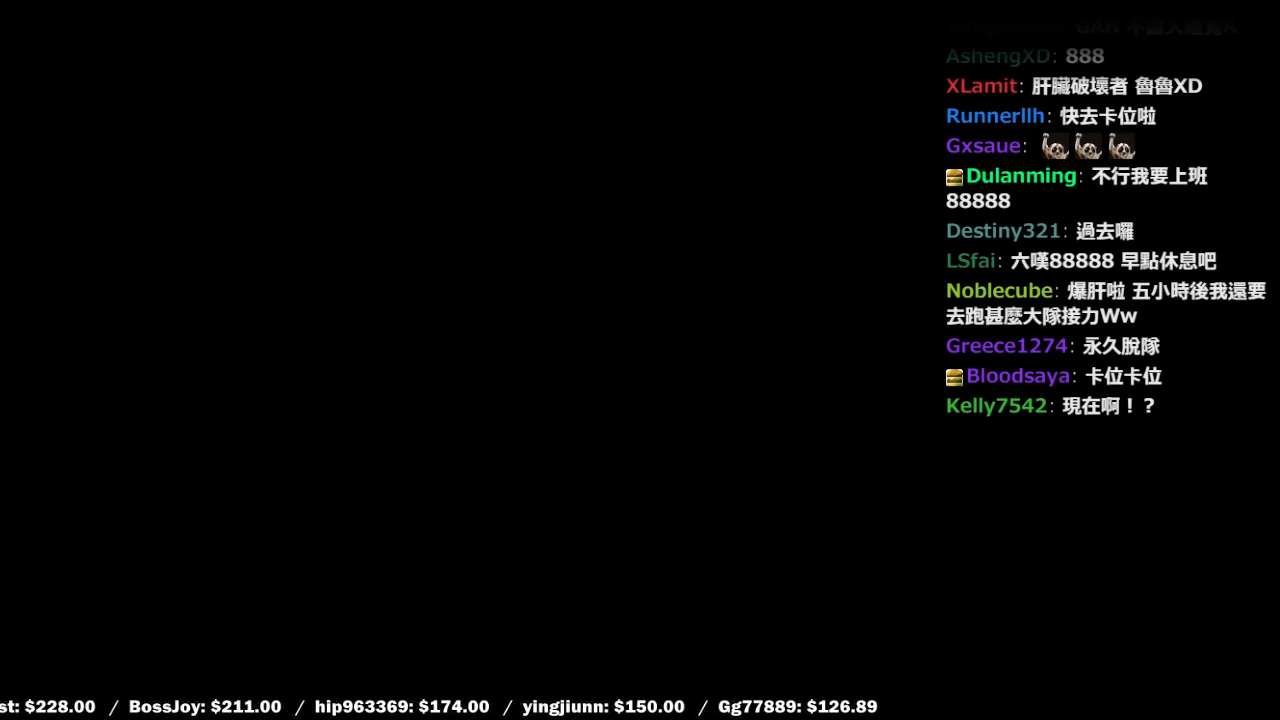 AshengXD: 888
XLamit: 肝臟破壞者 魯魯XD
Runnerllh: 快去卡位啦
Gxsaue:
Dulanming: 不行我要上班
88888
Destiny321: 過去囉
LSfai: 六嘆88888 早點休息吧
Noblecube: 爆肝啦 五小時後我還要
去跑甚麼大隊接力Ww
Greece1274: 永久脫隊
Bloodsaya: 卡位卡位
Kelly7542: 現在啊！？
st: $228.00 / BossJoy: $211.00 / hip963369: $174.00 / yingjiunn: $150.00 / Gg77889: $126.89